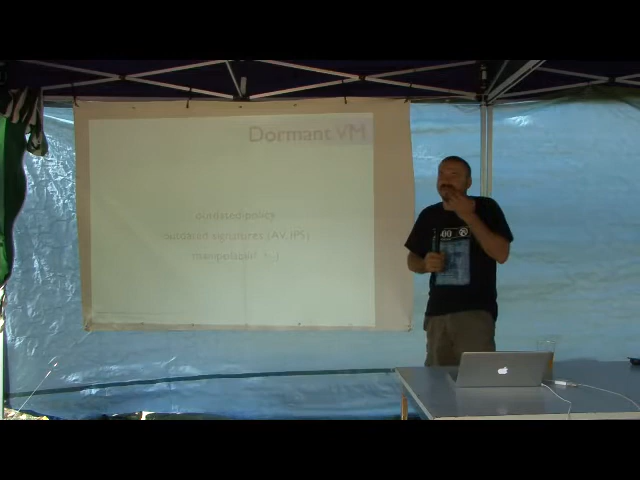 Dormant VM
outdated policy
outdated signatures (AV, IPS)